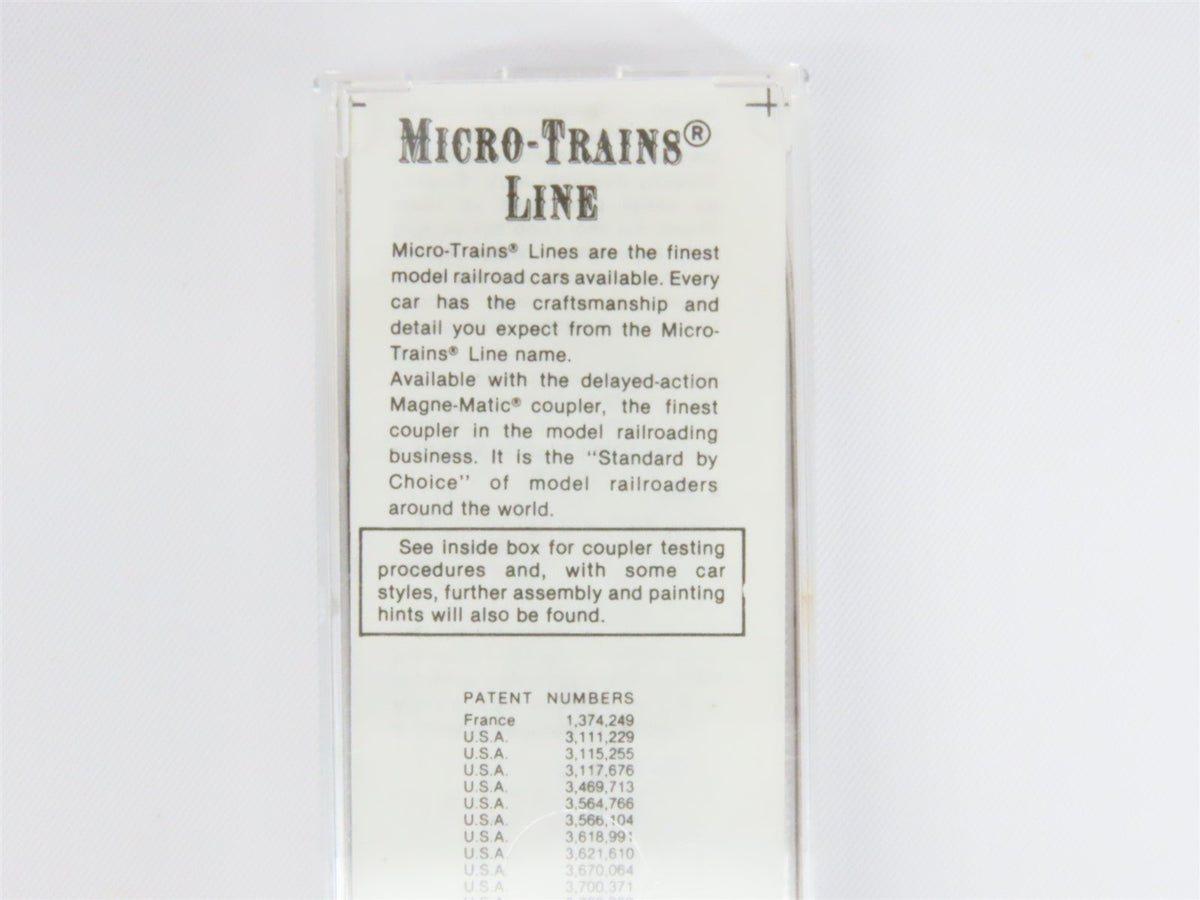 MICRO-TRAINS®
LINE
Micro-Trains® Lines are the finest
model railroad cars available. Every
car has the craftsmanship and
detail you expect from the Micro-
Trains® Line name.
Available with the delayed-action
Magne-Matic® coupler, the finest
coupler in the model railroading
business. It is the "Standard by
Choice" of model railroaders
around the world.
See inside box for coupler testing
procedures and, with some car
styles, further assembly and painting
hints will also be found.
PATENT NUMBERS
France 1,374,249
U.S.A. 3,111,229
U.S.A. 3,115,255
U.S.A. 3,117,676
U.S.A. 3,469,713
U.S.A. 3,564,766
U.S.A. 3,566,104
U.S.A. 3,618,991
U.S.A. 3,621,610
U.S.A. 3,670,064
U.S.A. 3,700,371